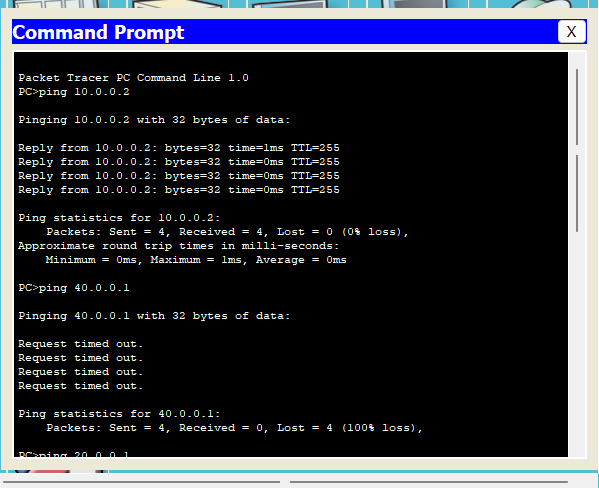 Command Prompt
X
Packet Tracer PC Command Line 1.0
PC>ping 10.0.0.2
Pinging 10.0.0.2 with 32 bytes of data:
Reply from 10.0.0.2: bytes=32 time=1ms TTL=255
Reply from 10.0.0.2: bytes=32 time=0ms TTL=255
Reply from 10.0.0.2: bytes=32 time=0ms TTL=255
Reply from 10.0.0.2: bytes=32 time=0ms TTL=255
Ping statistics for 10.0.0.2:
Packets: Sent = 4, Received = 4, Lost = 0 (0% loss),
Approximate round trip times in milli-seconds:
Minimum = 0ms, Maximum = 1ms, Average = 0ms
PC>ping 40.0.0.1
Pinging 40.0.0.1 with 32 bytes of data:
Request timed out.
Request timed out.
Request timed out.
Request timed out.
Ping statistics for 40.0.0.1:
Packets: Sent = 4, Received = 0, Lost = 4 (100% loss),
PC>ping 20.0.0.1